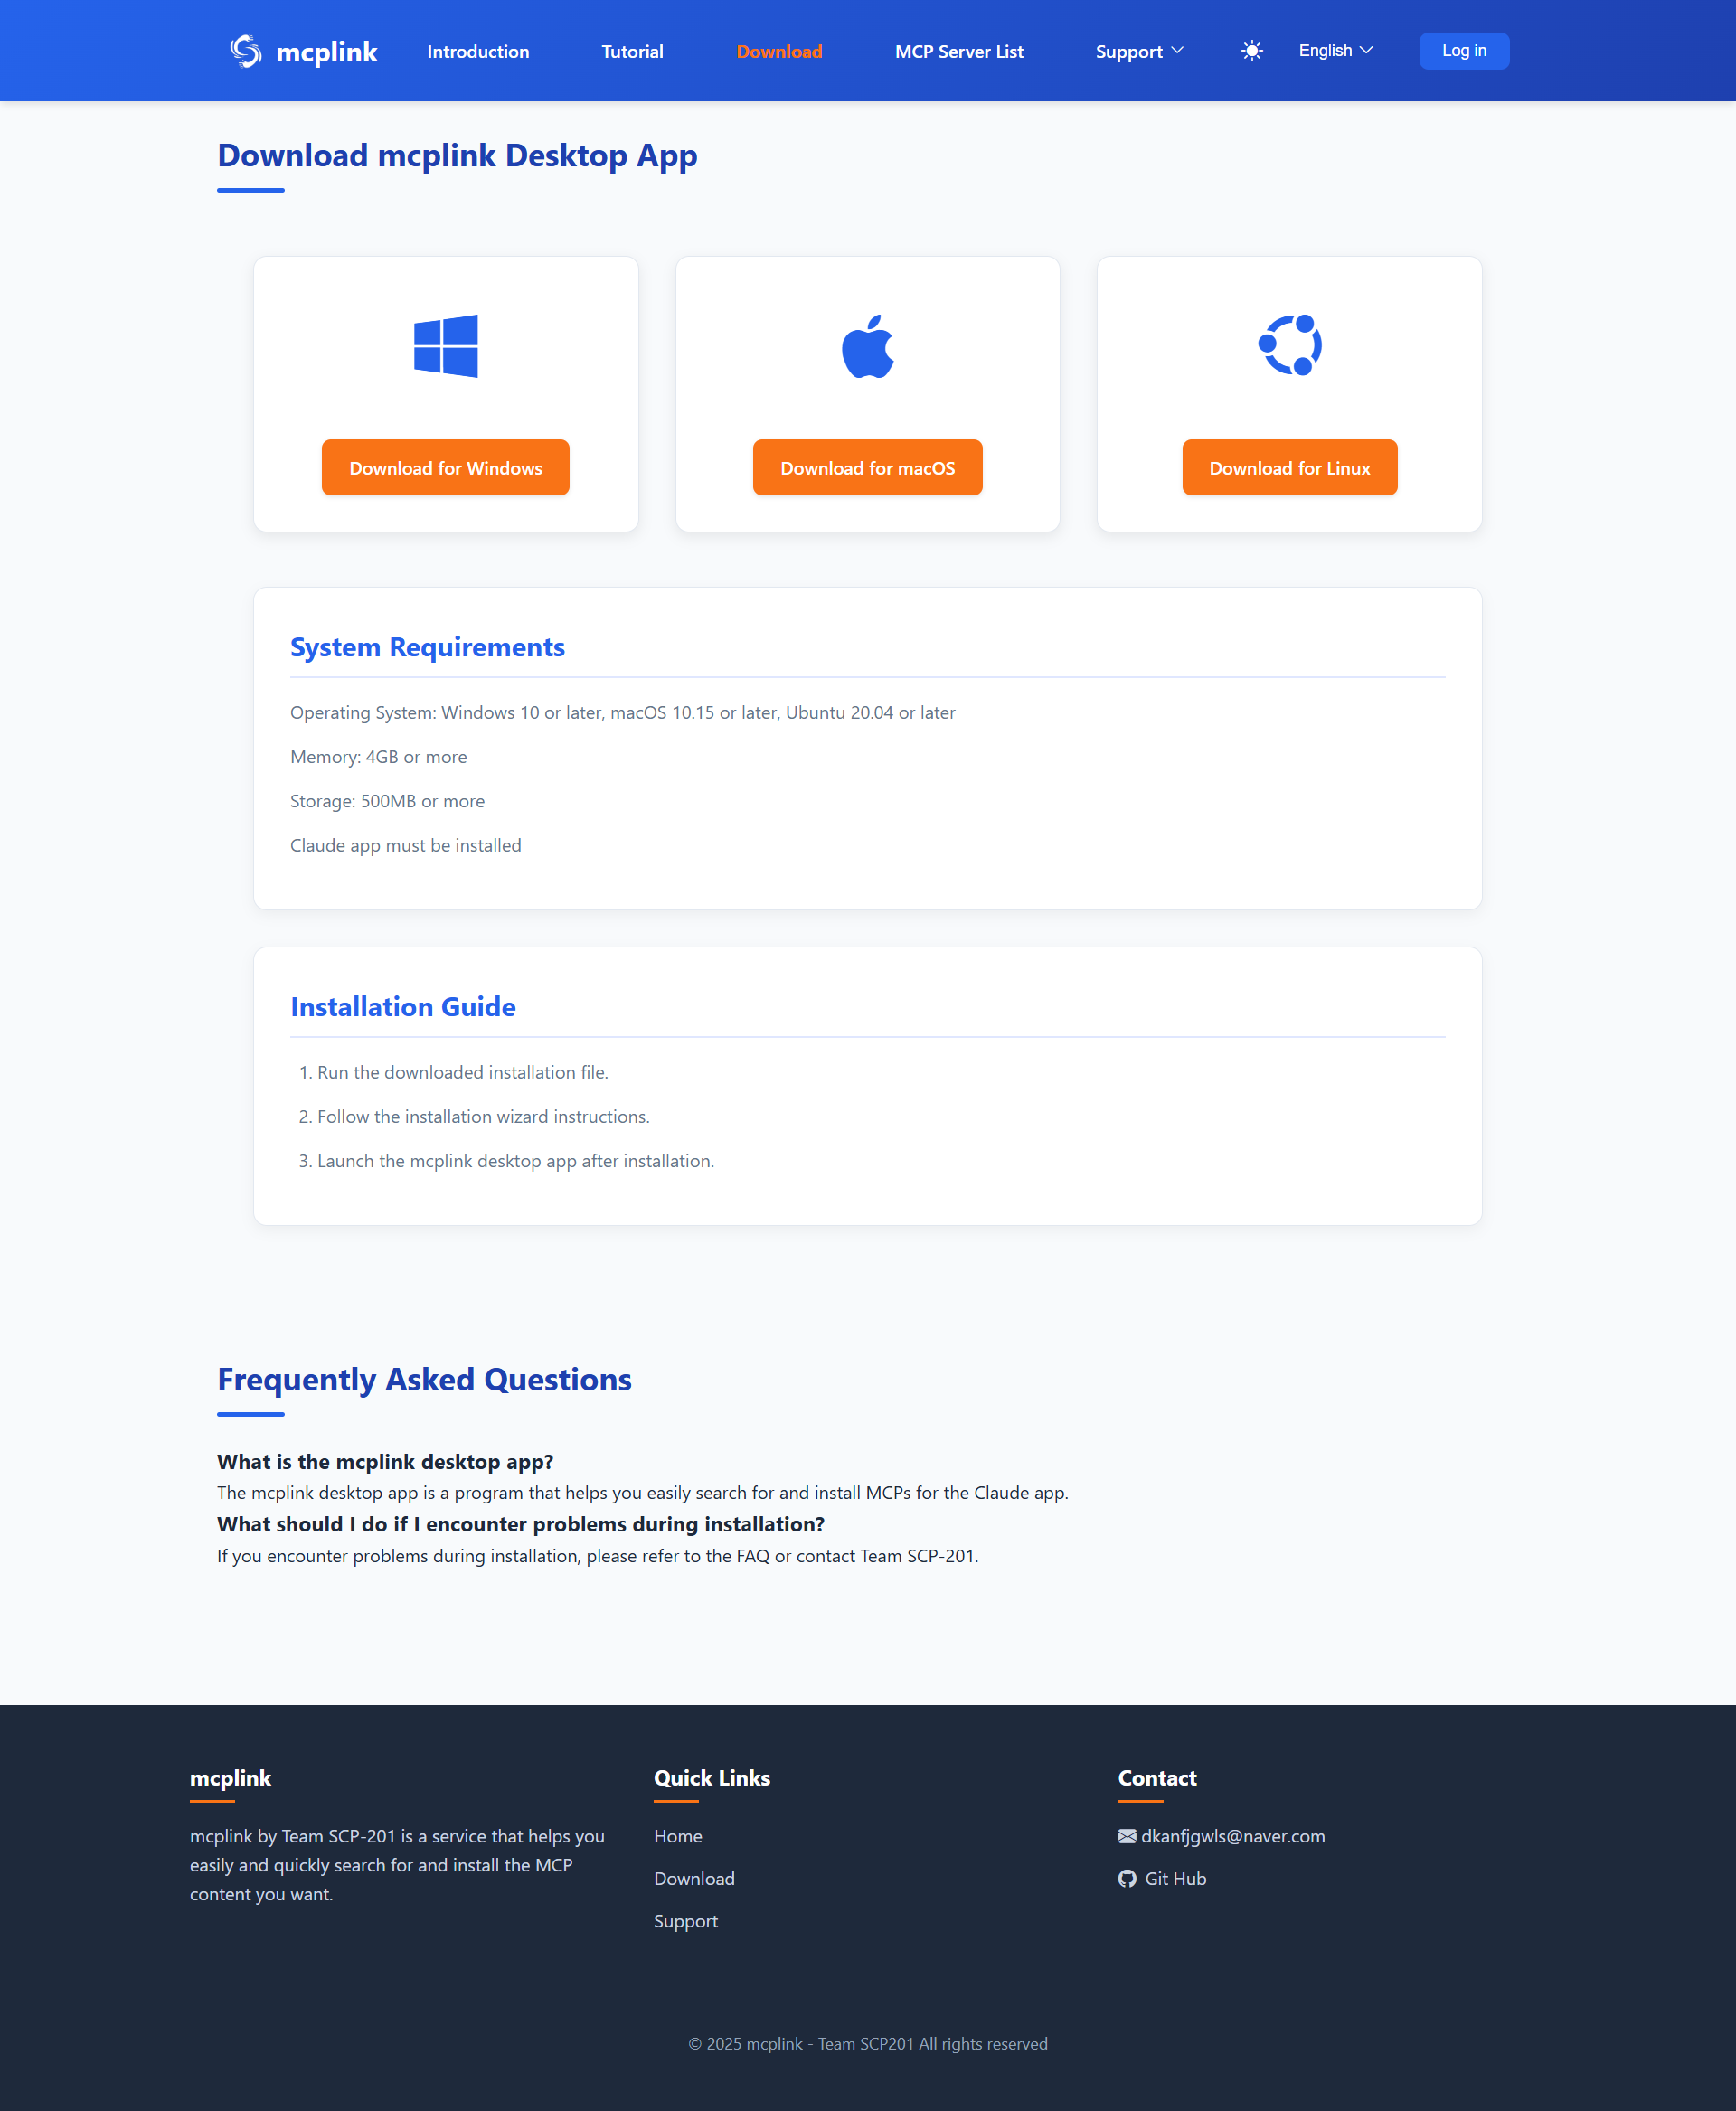 mcplink
Introduction
Tutorial
Download
MCP Server List
Support
English
Log in
Download mcplink Desktop App
Download for Windows
Download for macOS
Download for Linux
System Requirements
Operating System: Windows 10 or later, macOS 10.15 or later, Ubuntu 20.04 or later
Memory: 4GB or more
Storage: 500MB or more
Claude app must be installed
Installation Guide
1. Run the downloaded installation file.
2. Follow the installation wizard instructions.
3. Launch the mcplink desktop app after installation.
Frequently Asked Questions
What is the mcplink desktop app?
The mcplink desktop app is a program that helps you easily search for and install MCPs for the Claude app.
What should I do if I encounter problems during installation?
If you encounter problems during installation, please refer to the FAQ or contact Team SCP-201.
mcplink
mcplink by Team SCP-201 is a service that helps you
easily and quickly search for and install the MCP
content you want.
Quick Links
Home
Download
Support
Contact
dkanfjgwls@naver.com
Git Hub
© 2025 mcplink - Team SCP201 All rights reserved